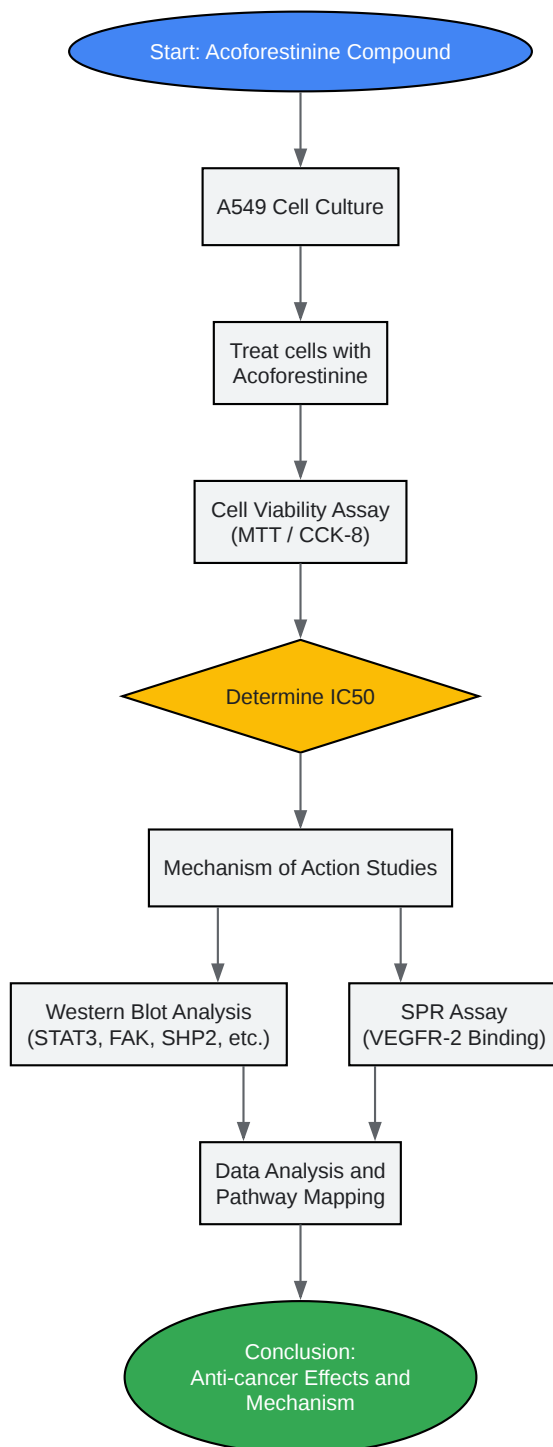 Start: Acoforestinine Compound
A549 Cell Culture
Treat cells with
Acoforestinine
Cell Viability Assay
(MTT / CCK-8)
Determine IC50
Mechanism of Action Studies
Western Blot Analysis
(STAT3, FAK, SHP2, etc.)
SPR Assay
(VEGFR-2 Binding)
Data Analysis and
Pathway Mapping
Conclusion:
Anti-cancer Effects and
Mechanism